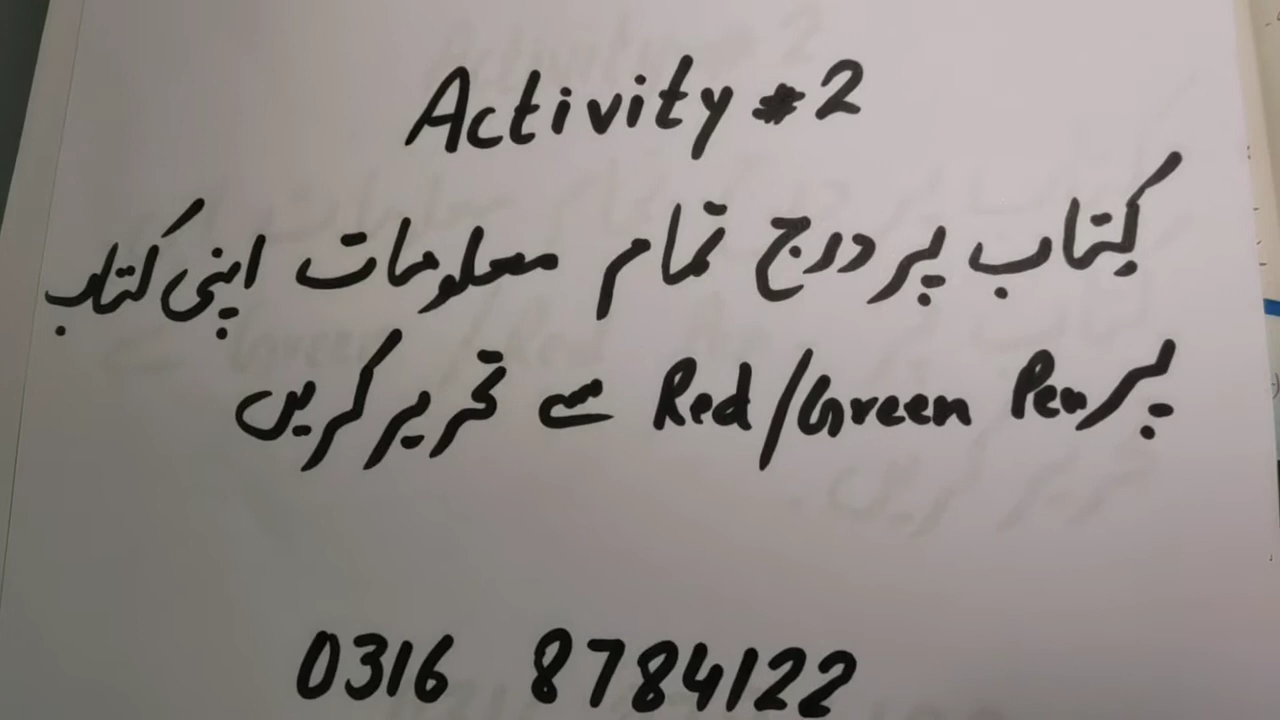 Activity #2
کتاب پر درج تمام معلومات اپنی کتاب
پر Red/Green Pen سے تحریر کریں
0316 8784122